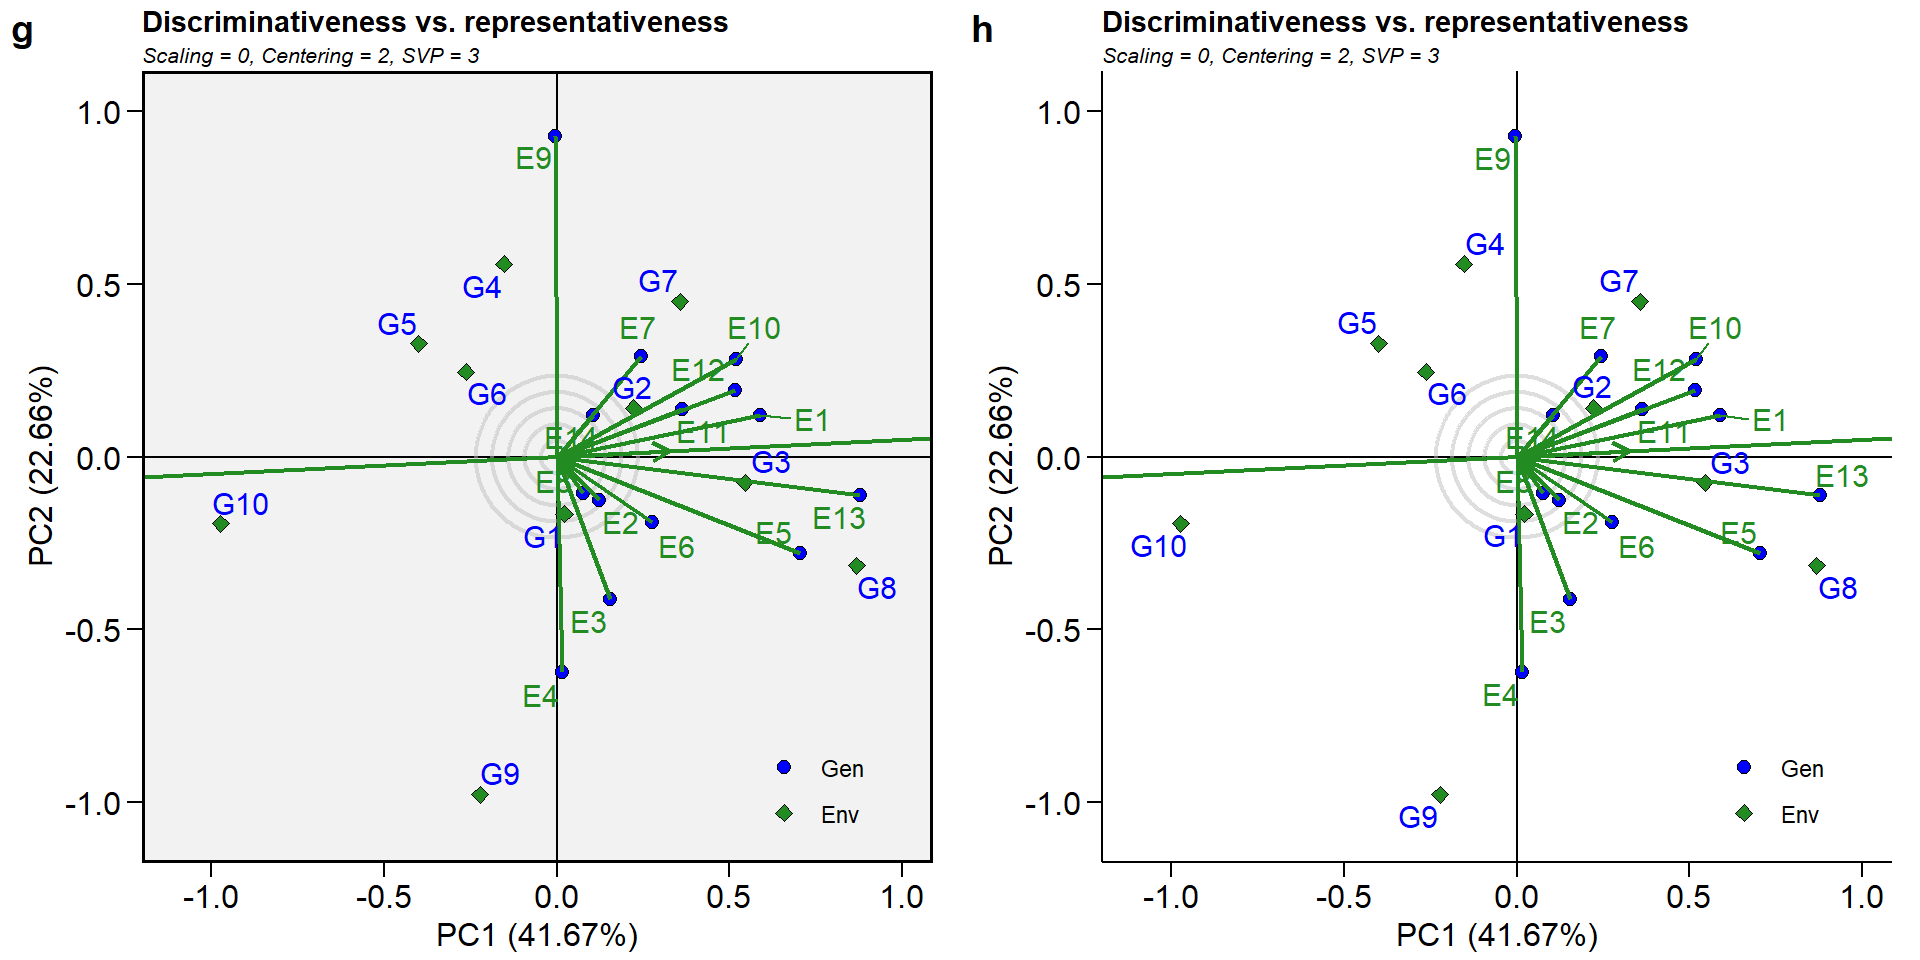 g
Discriminativeness vs. representativeness
Scaling = 0, Centering = 2, SVP = 3
1.0
0.5
0.0
-0.5
-1.0
PC2 (22.66%)
E9
G4
G7
G5
E7
E10
E12
G6
G2
E1
E14
E11
G3
G10
E13
E2
G1
E5
E6
G8
E3
E4
G9
Gen
Env
-1.0
-0.5
0.0
0.5
1.0
PC1 (41.67%)
h
Discriminativeness vs. representativeness
Scaling = 0, Centering = 2, SVP = 3
1.0
0.5
0.0
-0.5
-1.0
PC2 (22.66%)
E9
G4
G7
G5
E7
E10
E12
G6
G2
E1
E14
E11
G3
E13
G10
E2
G1
E5
E6
G8
E3
E4
G9
Gen
Env
-1.0
-0.5
0.0
0.5
1.0
PC1 (41.67%)